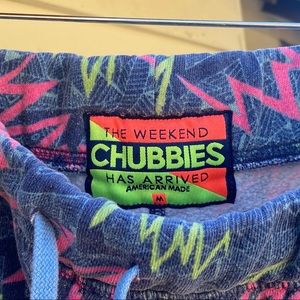 THE WEEKEND
CHUBBIES
HAS ARRIVED
AMERICAN MADE
M